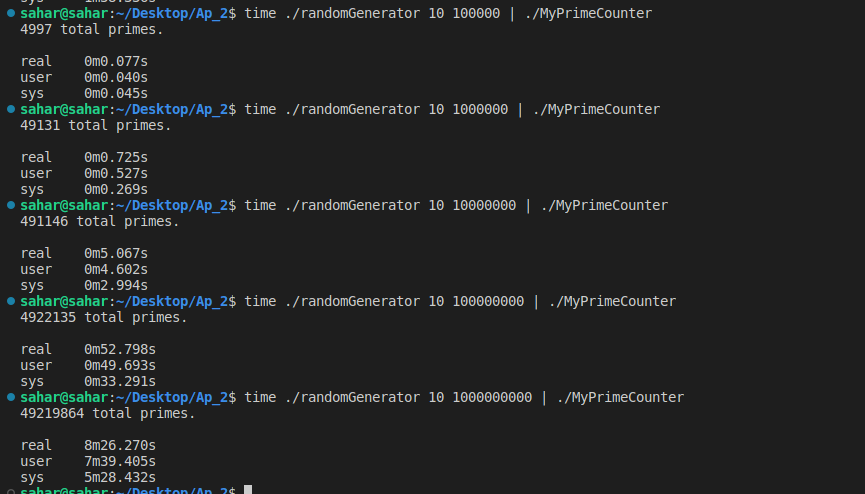 sahar@sahar:~/Desktop/Ap_2$ time ./randomGenerator 10 100000 | ./MyPrimeCounter
4997 total primes.
real 0m0.077s
user 0m0.040s
sys 0m0.045s
sahar@sahar:~/Desktop/Ap_2$ time ./randomGenerator 10 1000000 | ./MyPrimeCounter
49131 total primes.
real 0m0.725s
user 0m0.527s
sys 0m0.269s
sahar@sahar:~/Desktop/Ap_2$ time ./randomGenerator 10 10000000 | ./MyPrimeCounter
491146 total primes.
real 0m5.067s
user 0m4.602s
sys 0m2.994s
sahar@sahar:~/Desktop/Ap_2$ time ./randomGenerator 10 100000000 | ./MyPrimeCounter
4922135 total primes.
real 0m52.798s
user 0m49.693s
sys 0m33.291s
sahar@sahar:~/Desktop/Ap_2$ time ./randomGenerator 10 1000000000 | ./MyPrimeCounter
49219864 total primes.
real 8m26.270s
user 7m39.405s
sys 5m28.432s
sahar@sahar:~/Desktop/Ap_2$